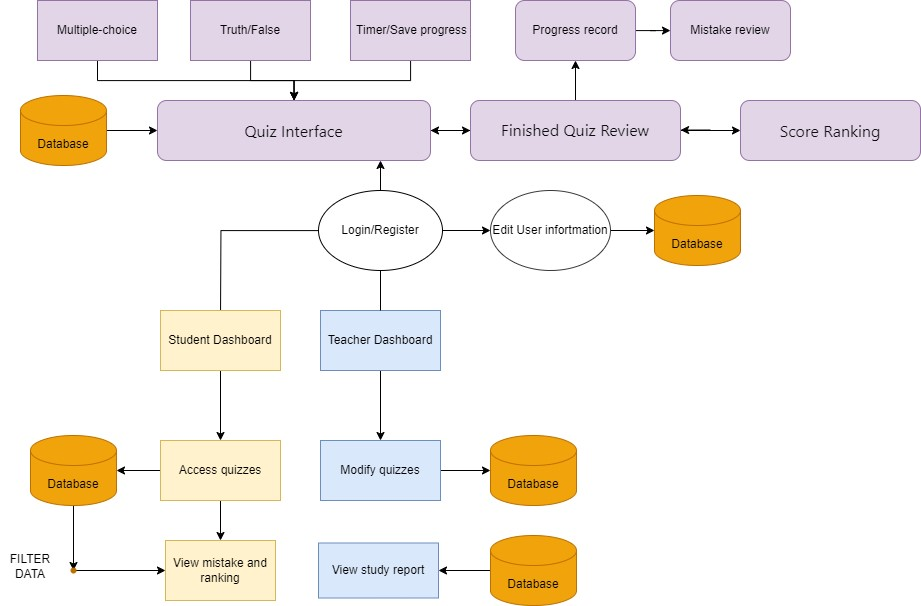 Multiple-choice
Truth/False
Timer/Save progress
Progress record
Mistake review
Database
Quiz Interface
Finished Quiz Review
Score Ranking
Login/Register
Edit User infortmation
Database
Student Dashboard
Teacher Dashboard
Database
Access quizzes
Modify quizzes
Database
FILTER
DATA
View mistake and
ranking
View study report
Database